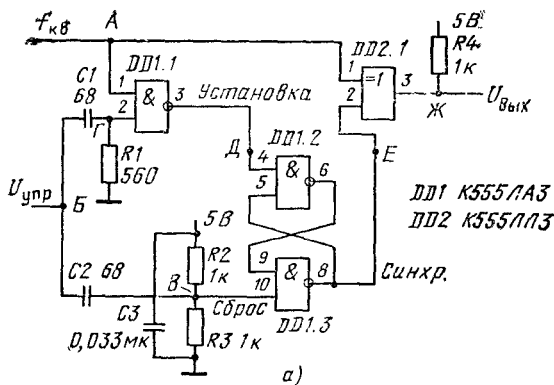 fкв
А
5В
R4
1к
C1
68
DD1.1
1
2
&
3
Установка
DD2.1
1
2
=1
3
Ж
Uвых
Г
R1
560
Uупр
Б
Д
DD1.2
4
5
&
6
Е
DD1 К555ЛА3
DD2 К555ЛЛ3
5В
R2
1к
C2 68
В
Сброс
9
10
&
8
Синхр.
DD1.3
C3
0,033мк
R3 1к
а)